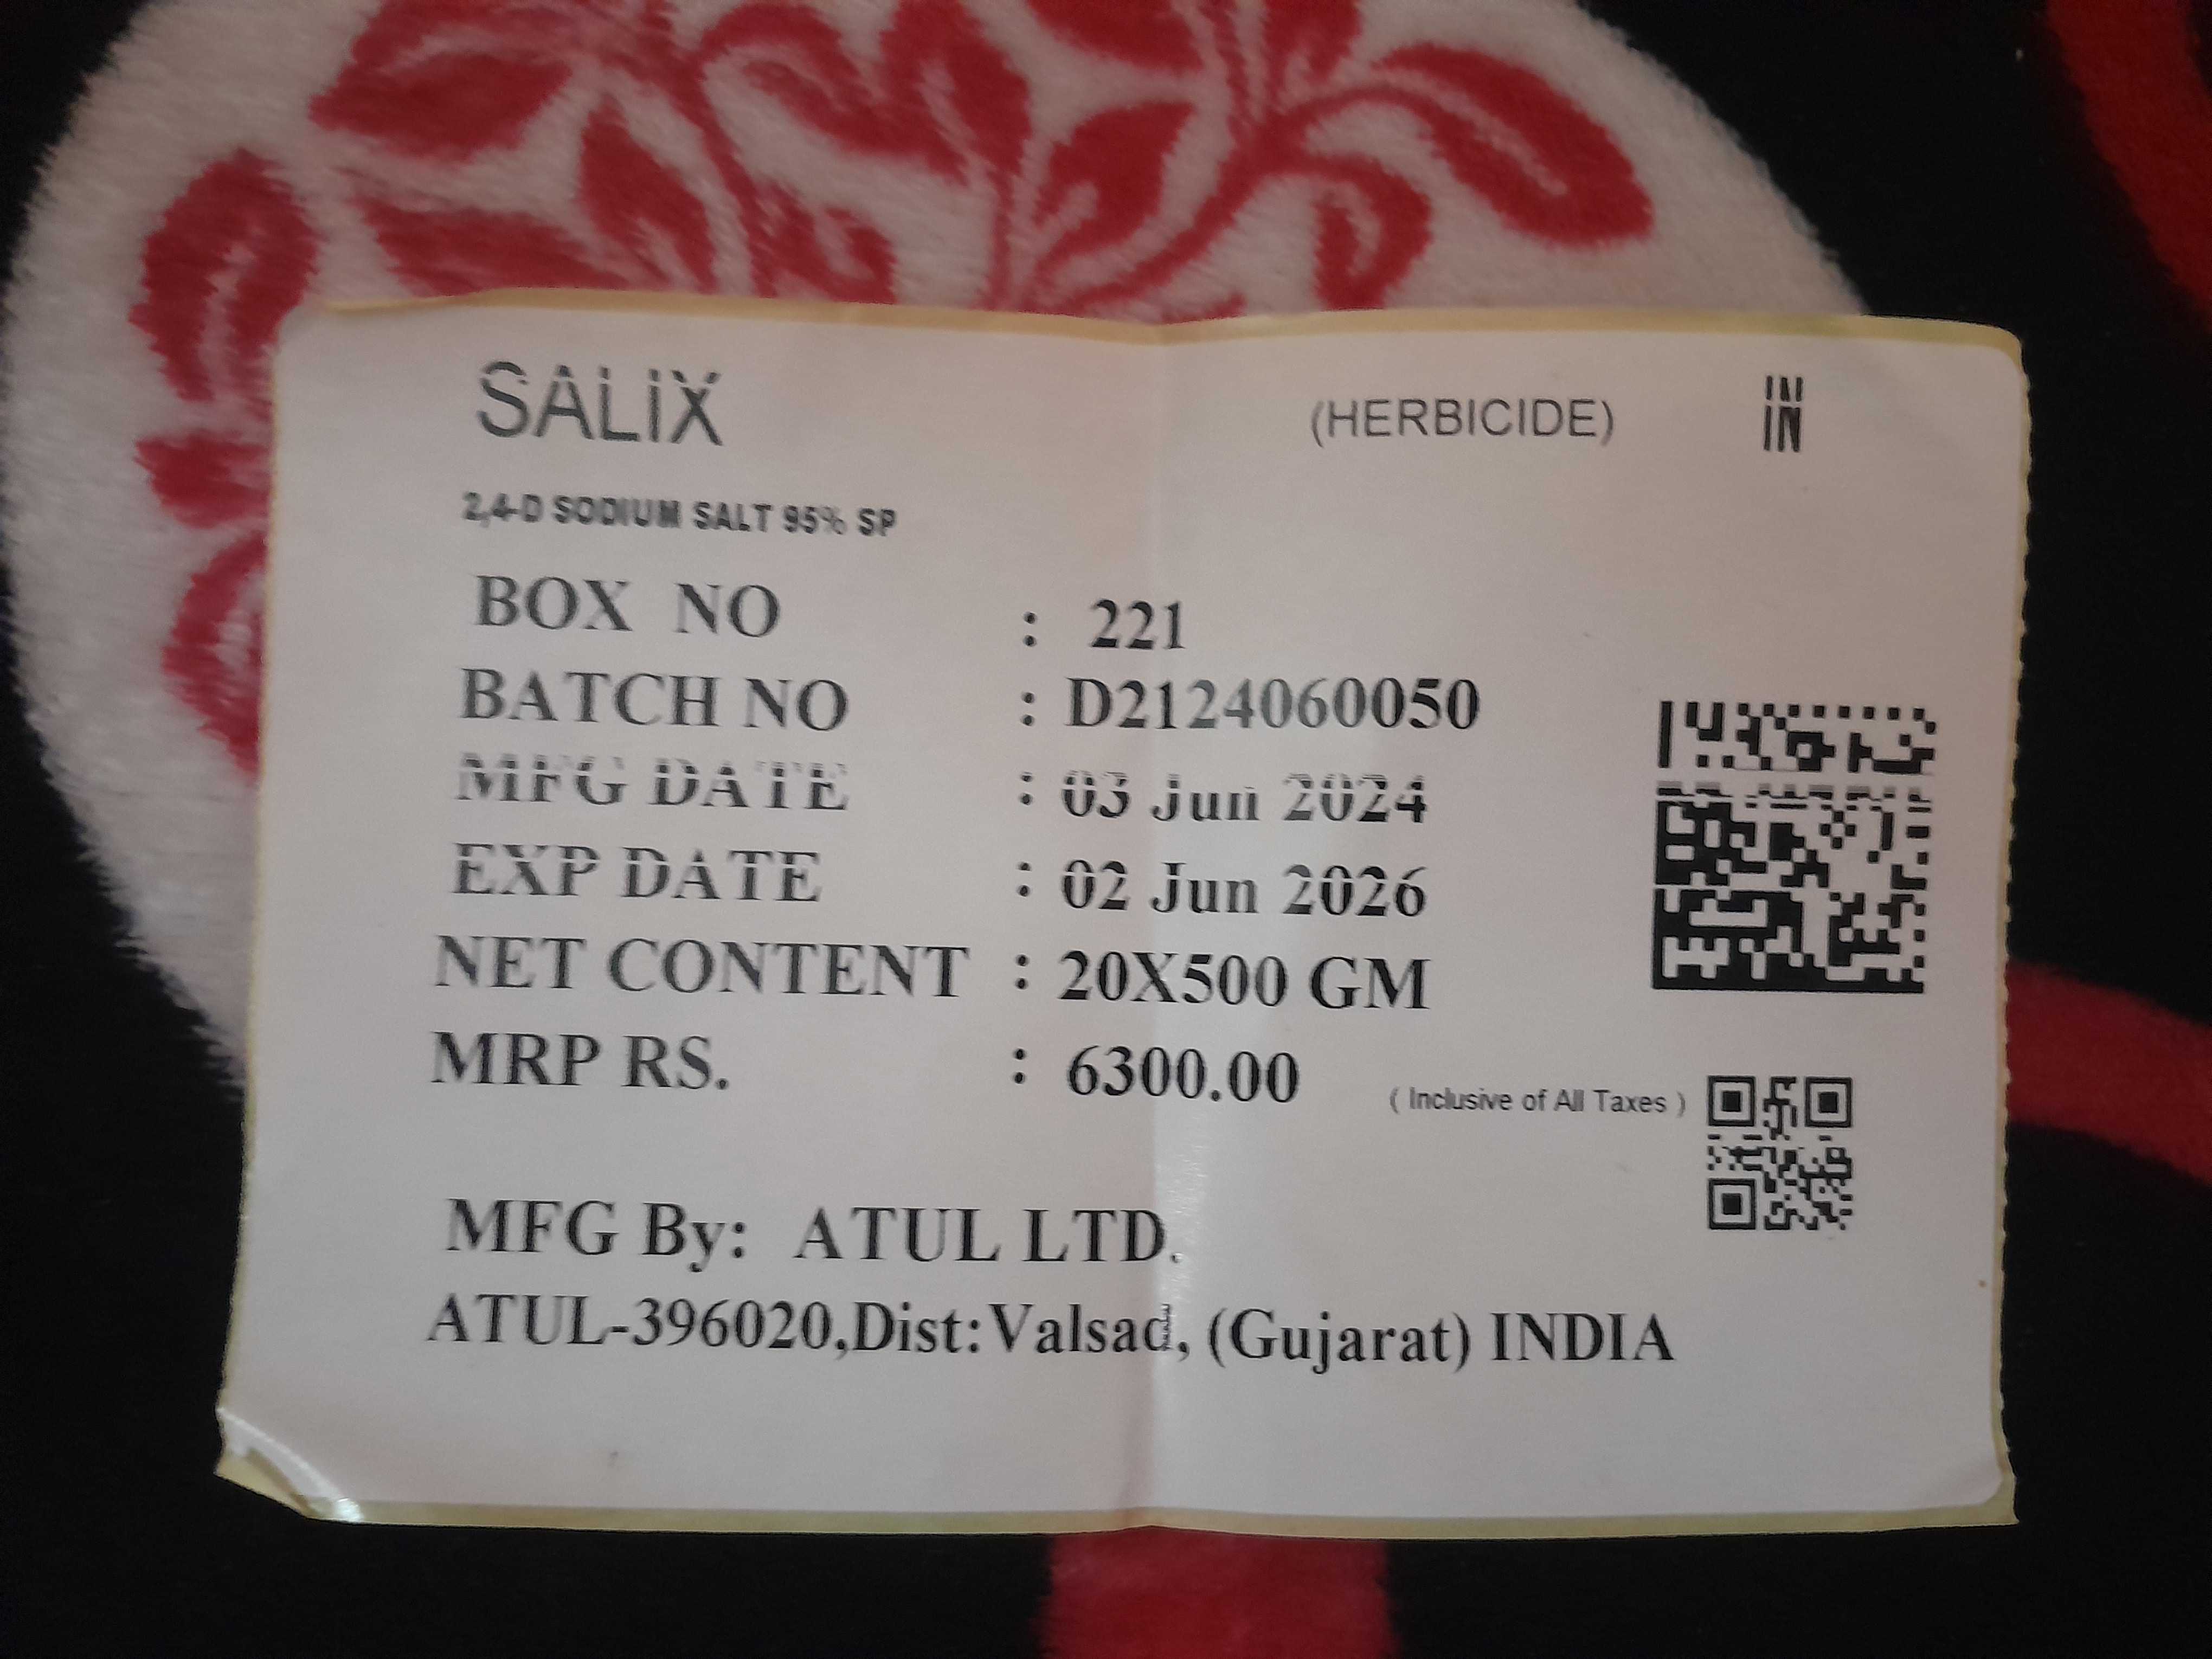 SALIX (HERBICIDE) IN
2,4-D SODIUM SALT 95% SP
BOX NO : 221
BATCH NO : D2124060050
MFG DATE : 03 Jun 2024
EXP DATE : 02 Jun 2026
NET CONTENT : 20X500 GM
MRP RS. : 6300.00 ( Inclusive of All Taxes )
MFG By: ATUL LTD.
ATUL-396020,Dist:Valsad, (Gujarat) INDIA